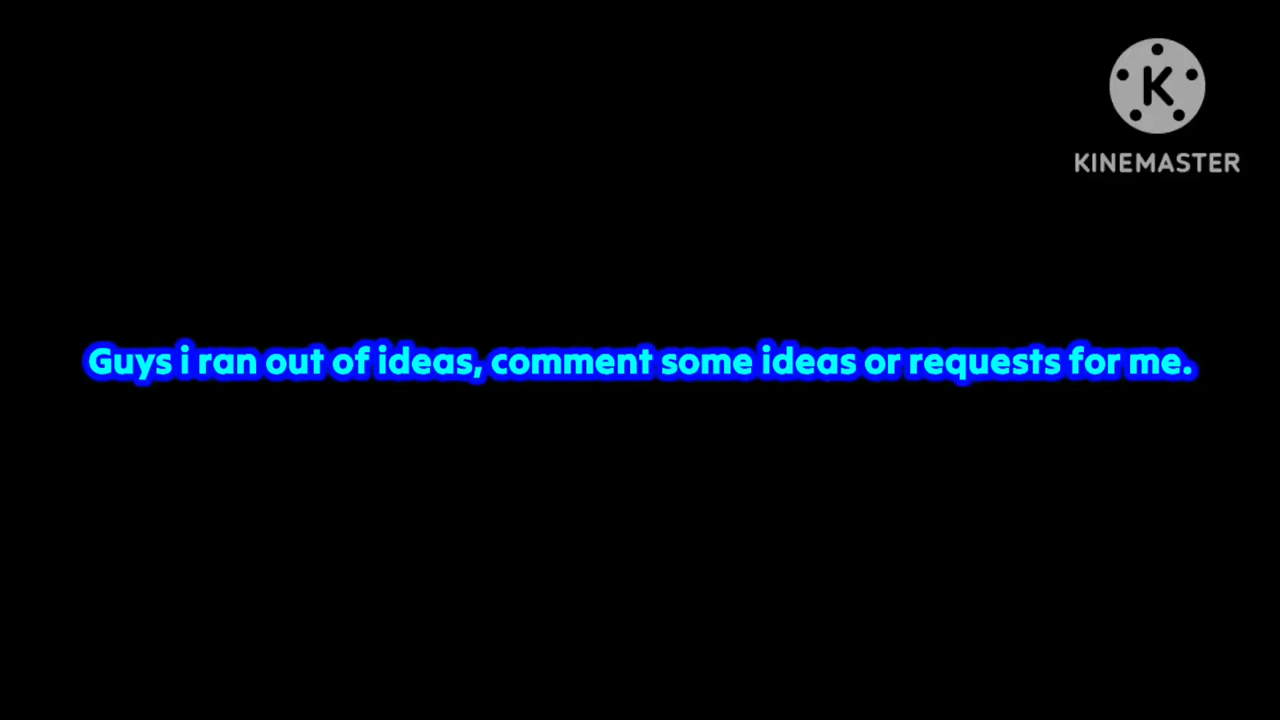 K
KINEMASTER
Guys i ran out of ideas, comment some ideas or requests for me.